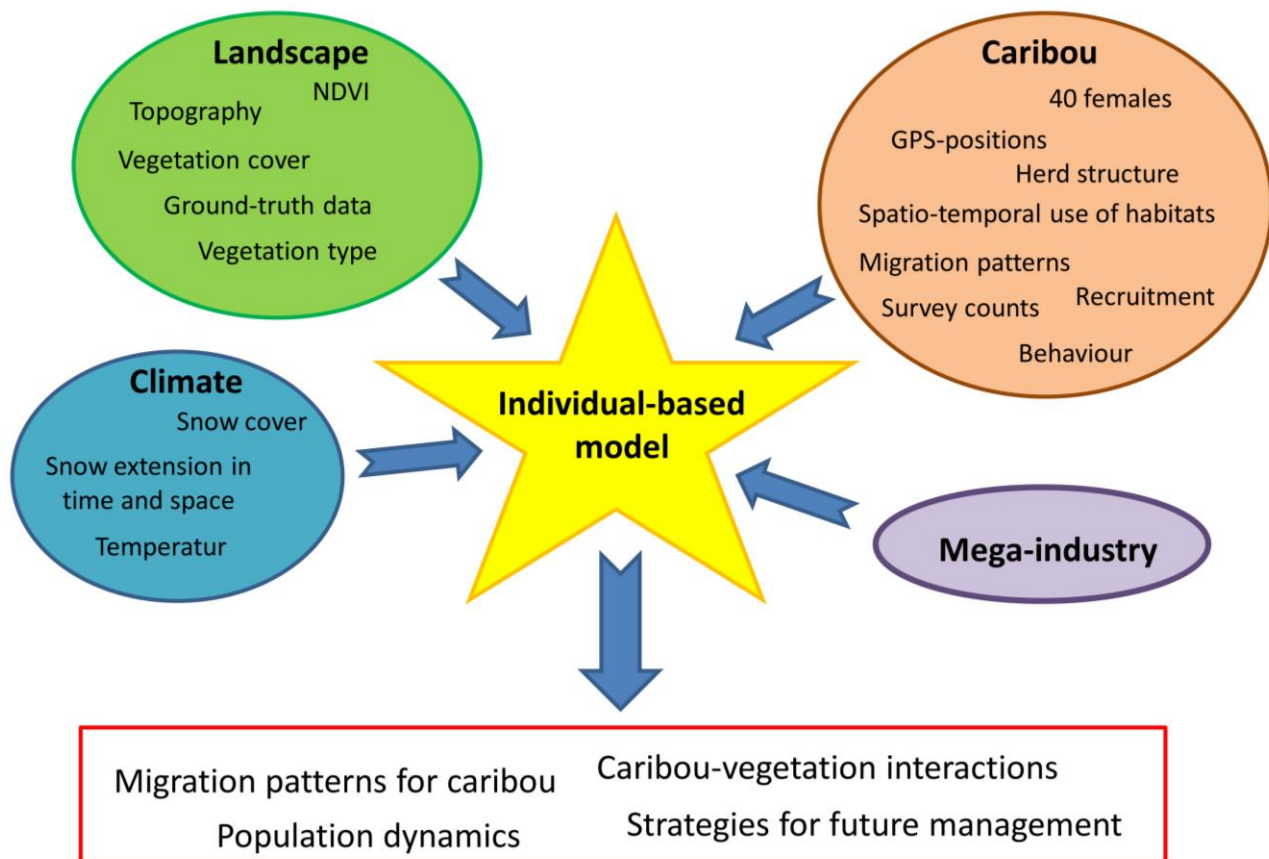 Landscape
NDVI
Topography
Vegetation cover
Ground-truth data
Vegetation type
Caribou
40 females
GPS-positions
Herd structure
Spatio-temporal use of habitats
Migration patterns
Recruitment
Survey counts
Behaviour
Climate
Snow cover
Snow extension in
time and space
Temperatur
Individual-based
model
Mega-industry
Migration patterns for caribou
Caribou-vegetation interactions
Population dynamics
Strategies for future management